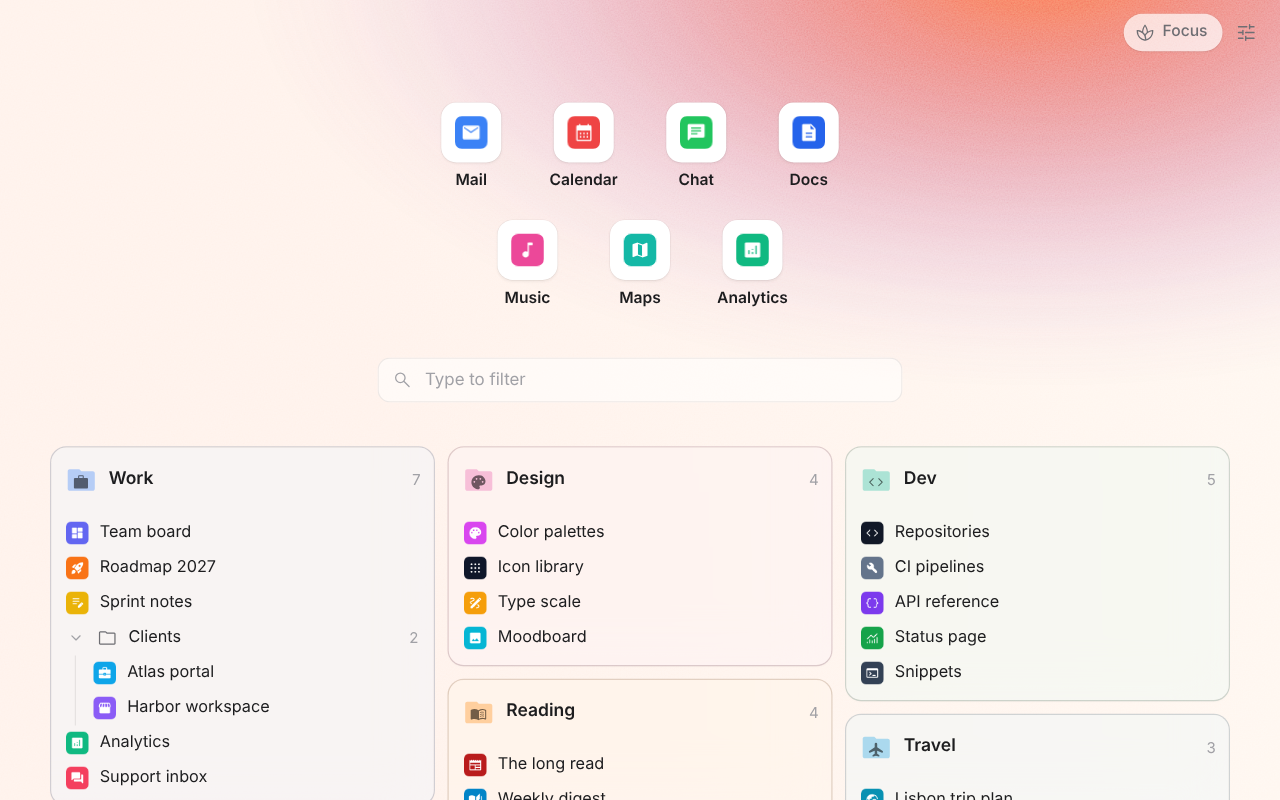 Focus
Mail
Calendar
Chat
Docs
Music
Maps
Analytics
Type to filter
Work 7
Team board
Roadmap 2027
Sprint notes
Clients 2
Atlas portal
Harbor workspace
Analytics
Support inbox
Design 4
Color palettes
Icon library
Type scale
Moodboard
Reading 4
The long read
Weekly digest
Dev 5
Repositories
CI pipelines
API reference
Status page
Snippets
Travel 3
Lisbon trip plan